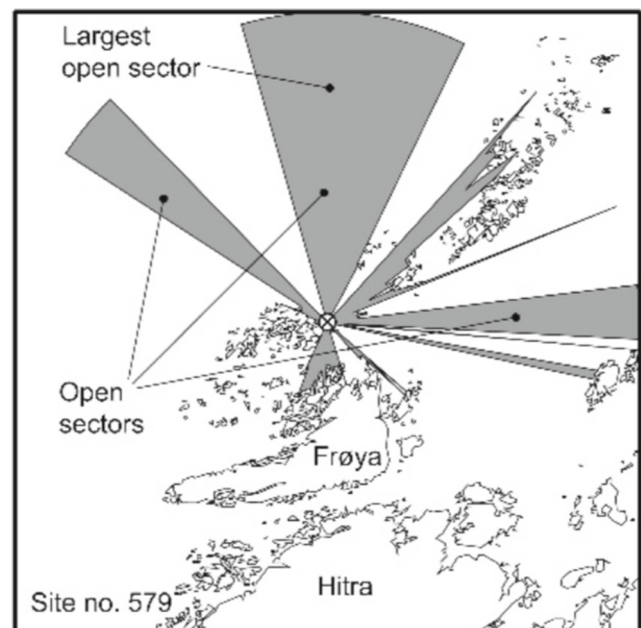 Largest
open sector
Open
sectors
Frøya
Hitra
Site no. 579